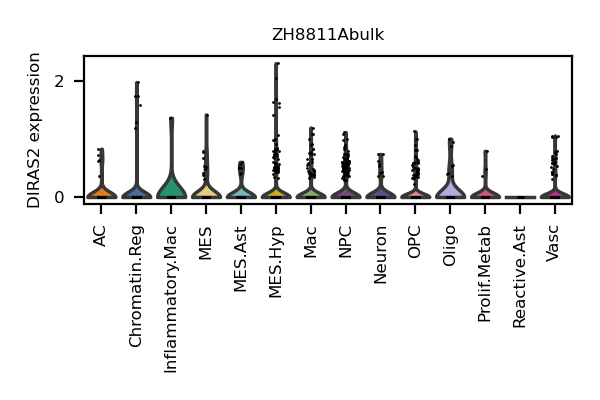 ZH8811Abulk
DIRAS2 expression
2
0
AC
Chromatin.Reg
Inflammatory.Mac
MES
MES.Ast
MES.Hyp
Mac
NPC
Neuron
OPC
Oligo
Prolif.Metab
Reactive.Ast
Vasc